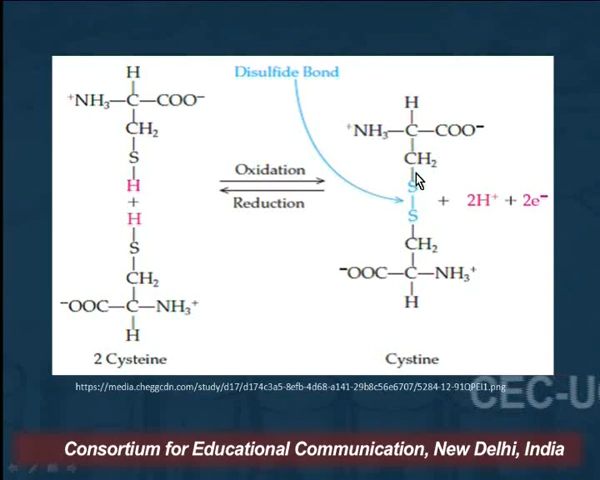 H
⁺NH₃—C—COO⁻
CH₂
S
H
+
H
S
CH₂
⁻OOC—C—NH₃⁺
H
2 Cysteine
Oxidation
Reduction
Disulfide Bond
H
⁺NH₃—C—COO⁻
CH₂
S
S
+ 2H⁺ + 2e⁻
CH₂
⁻OOC—C—NH₃⁺
H
Cystine
https://media.cheggcdn.com/study/d17/d174c3a5-8efb-4d68-a141-29b8c56e6707/5284-12-91QPEI1.png
CEC-U
Consortium for Educational Communication, New Delhi, India